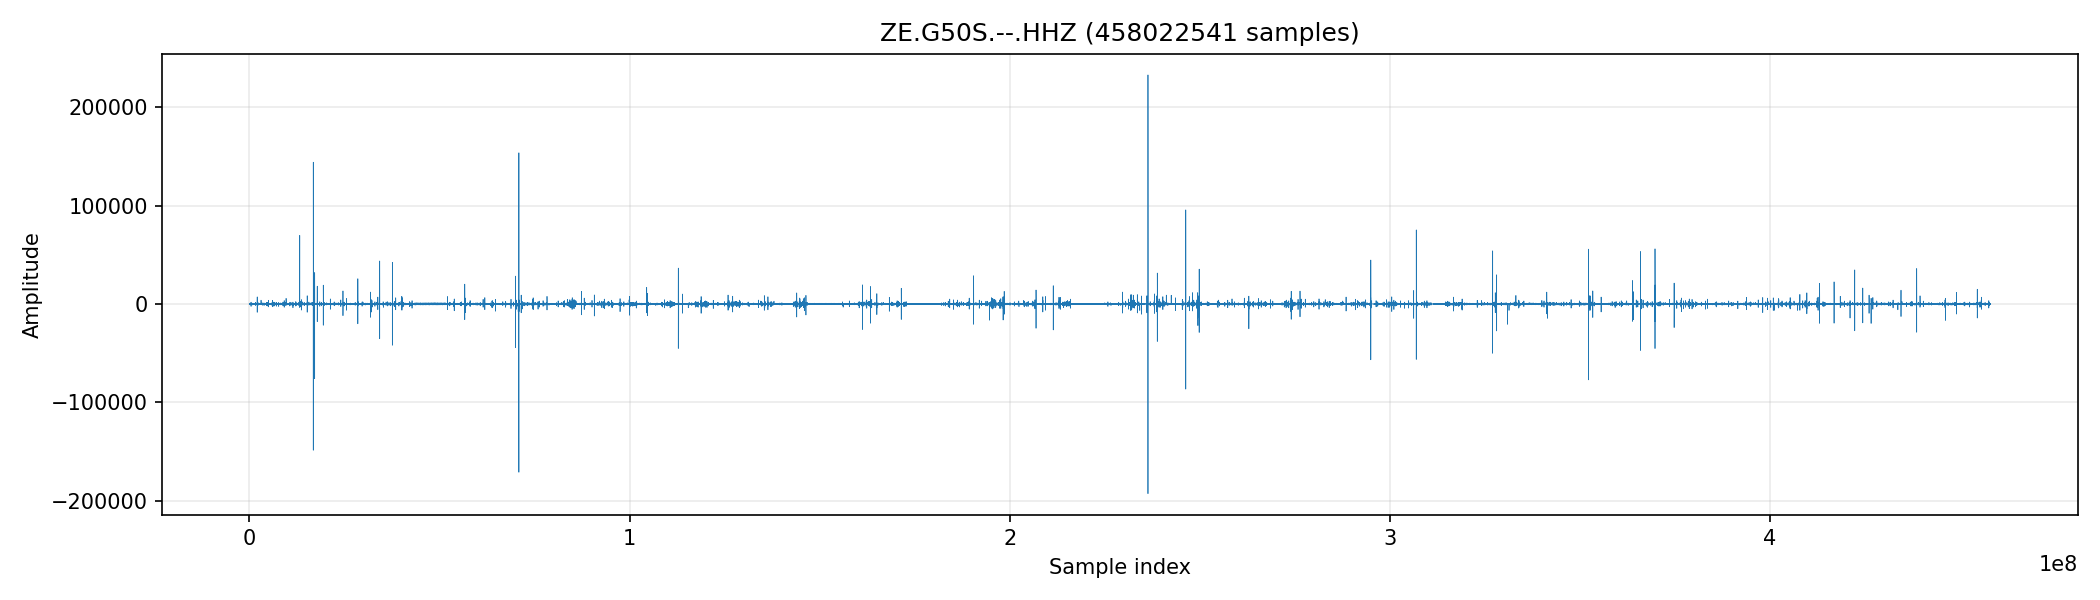 ZE.G50S.--.HHZ (458022541 samples)
Amplitude
200000
100000
0
−100000
−200000
0 1 2 3 4
1e8
Sample index